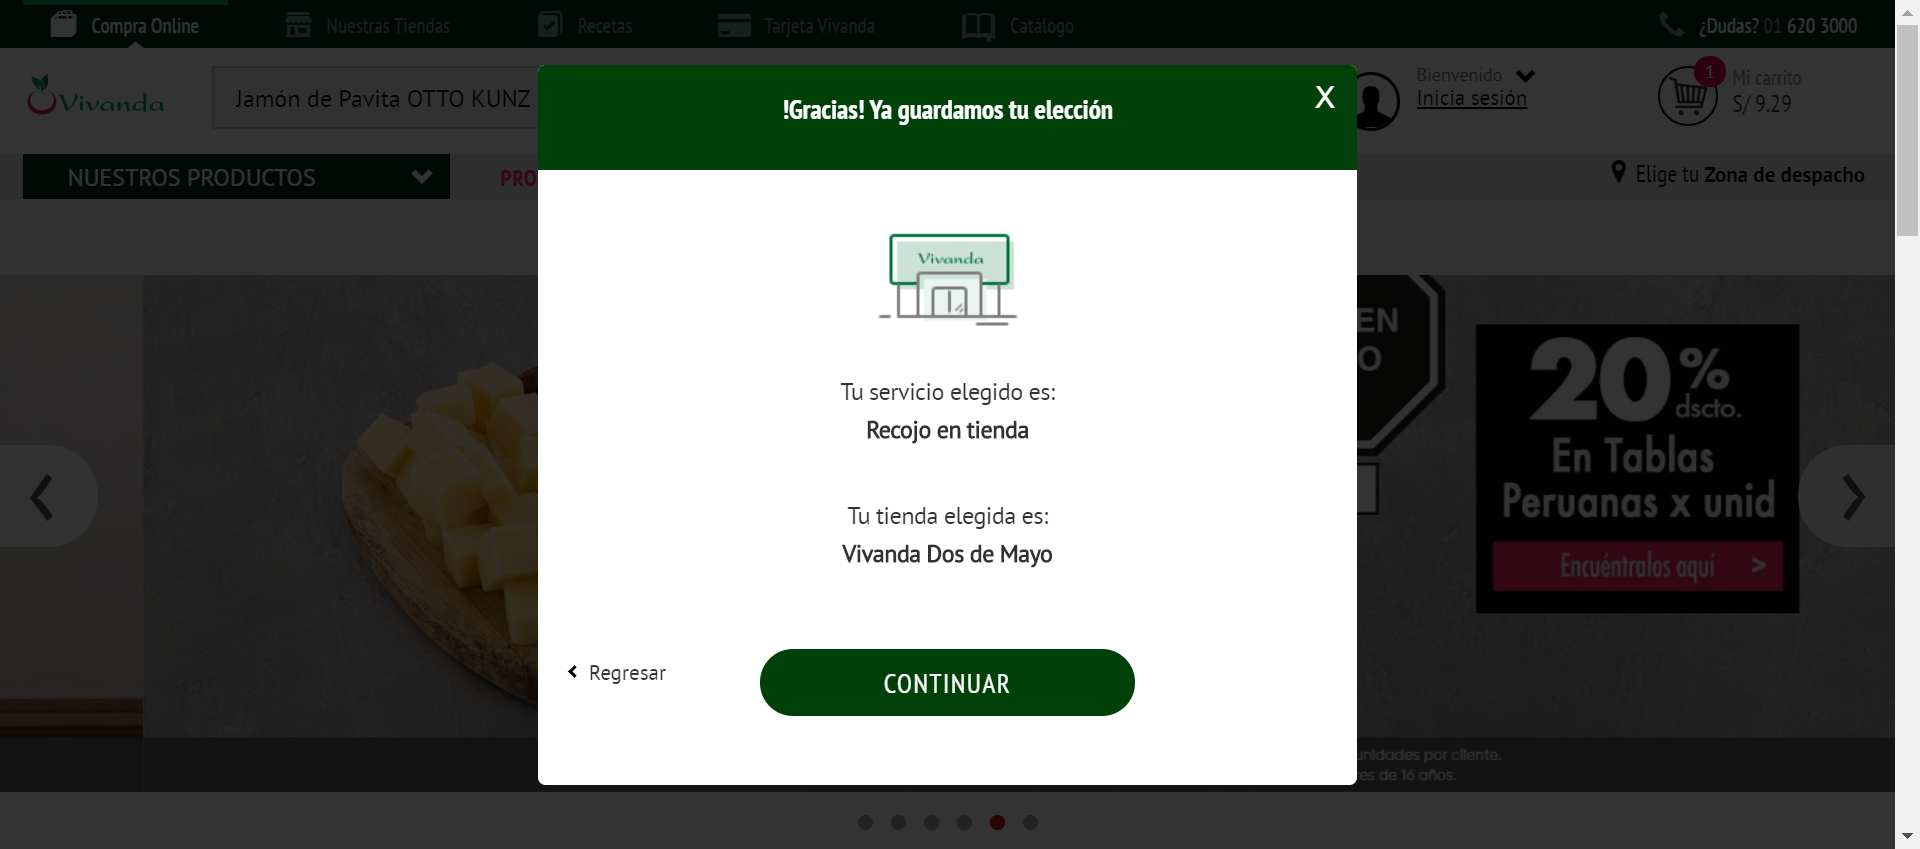 Compra Online
Nuestras Tiendas
Recetas
Tarjeta Vivanda
Catálogo
¿Dudas? 01 620 3000
Vivanda
Jamón de Pavita OTTO KUNZ
Bienvenido
Inicia sesión
1
Mi carrito
S/ 9.29
NUESTROS PRODUCTOS
PRO
Elige tu Zona de despacho
!Gracias! Ya guardamos tu elección
X
Vivanda
Tu servicio elegido es:
Recojo en tienda
Tu tienda elegida es:
Vivanda Dos de Mayo
Regresar
CONTINUAR
EN
O
20% dscto.
En Tablas
Peruanas x unid
Encuéntralos aquí >
unidades por cliente.
es de 16 años.